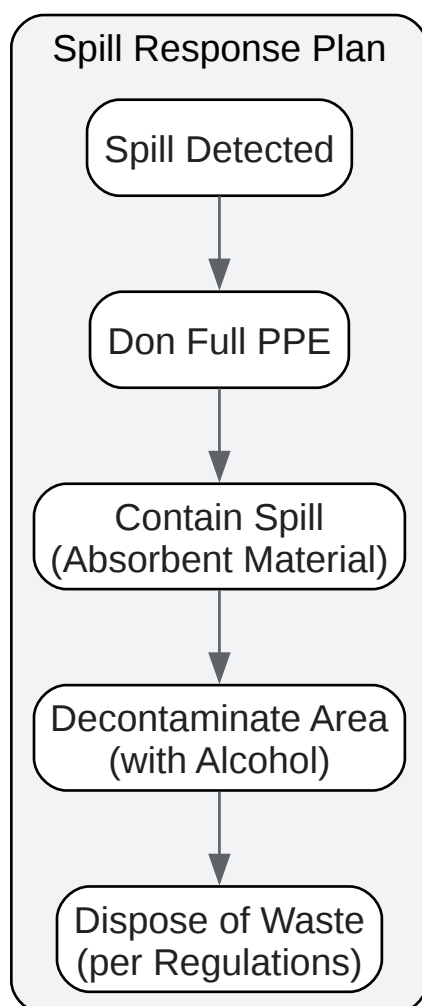 Spill Response Plan
Spill Detected
Don Full PPE
Contain Spill
(Absorbent Material)
Decontaminate Area
(with Alcohol)
Dispose of Waste
(per Regulations)